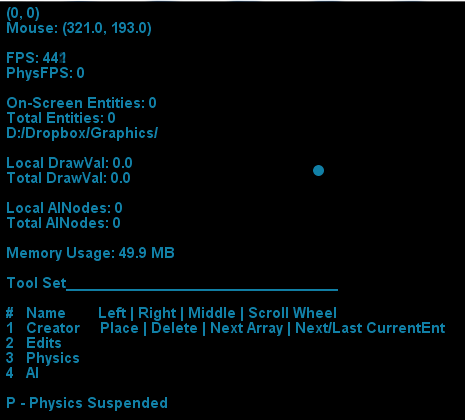 (0, 0)
Mouse: (321.0, 193.0)
FPS: 441
PhysFPS: 0
On-Screen Entities: 0
Total Entities: 0
D:/Dropbox/Graphics/
Local DrawVal: 0.0
Total DrawVal: 0.0
Local AINodes: 0
Total AINodes: 0
Memory Usage: 49.9 MB
Tool Set__________________________________
# Name Left | Right | Middle | Scroll Wheel
1 Creator Place | Delete | Next Array | Next/Last CurrentEnt
2 Edits
3 Physics
4 AI
P - Physics Suspended